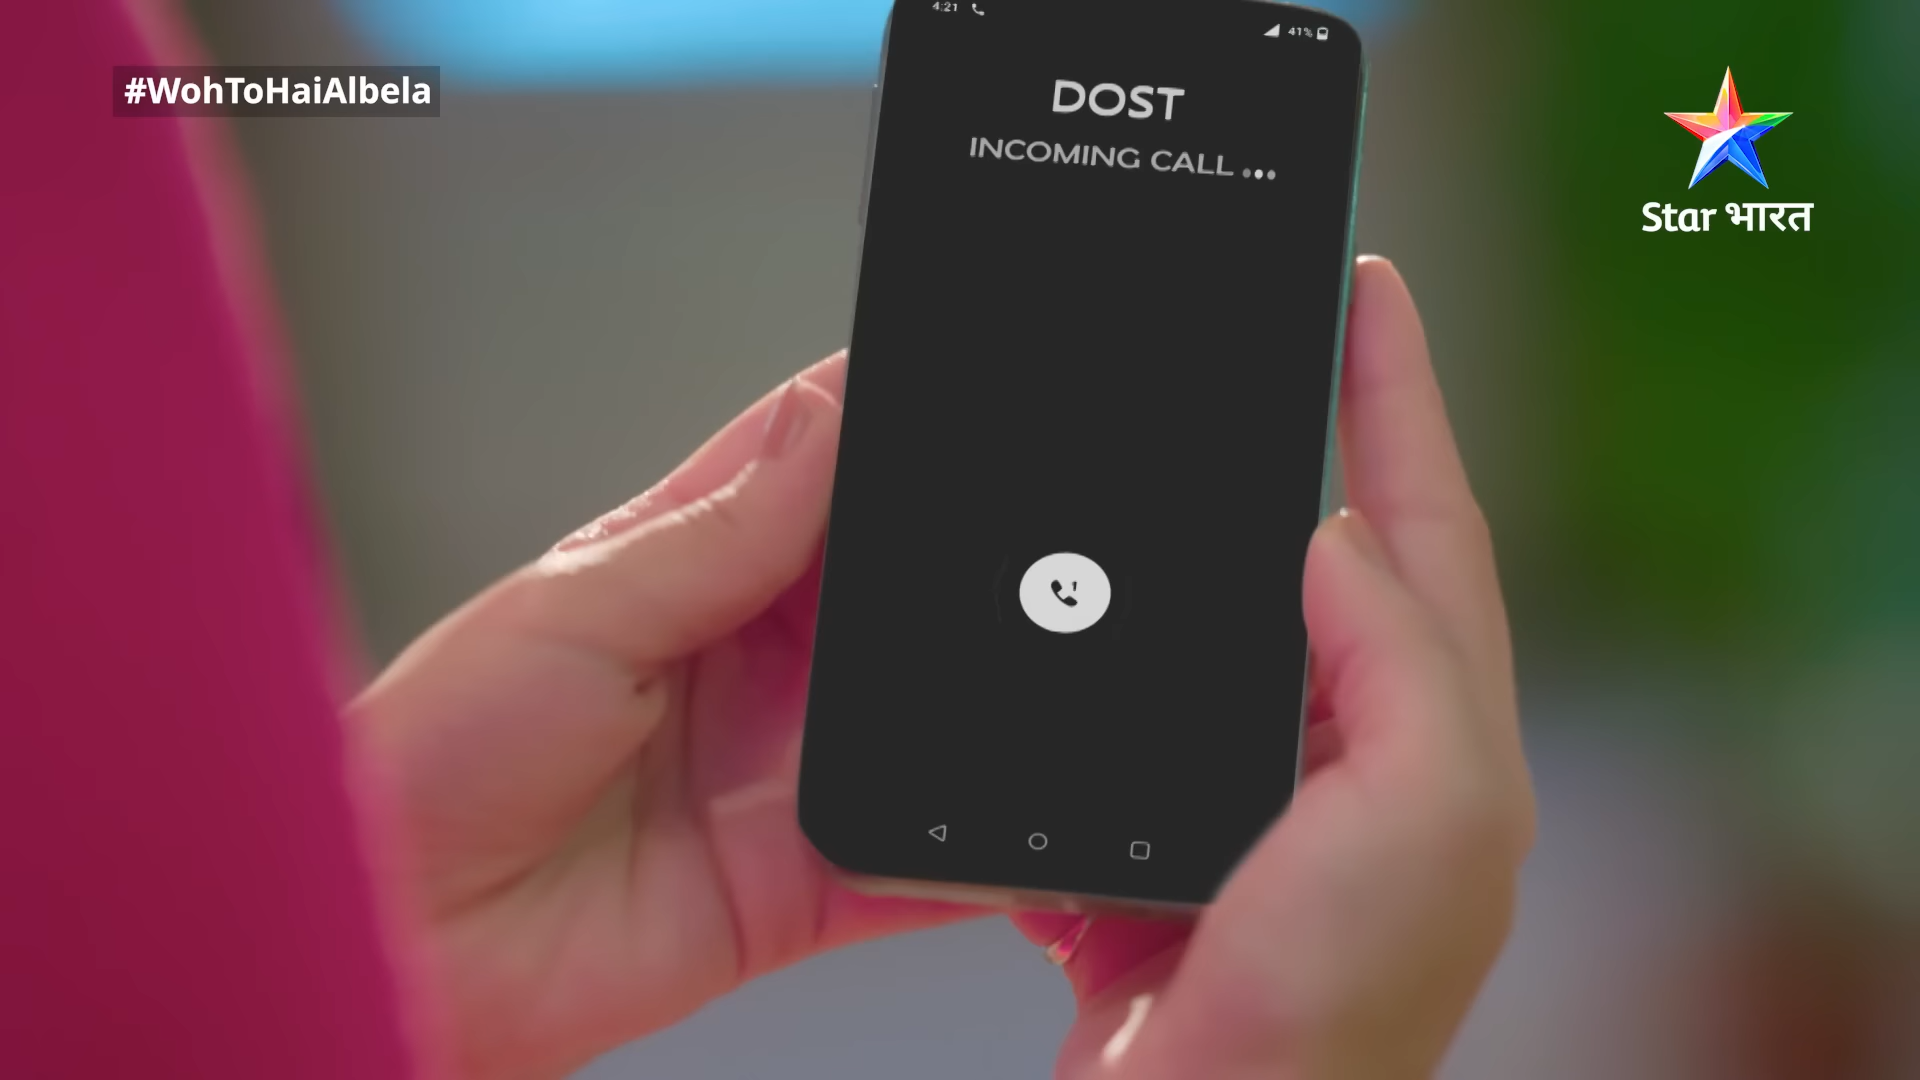 #WohToHaiAlbela
4:21
41%
DOST
INCOMING CALL...
Star भारत